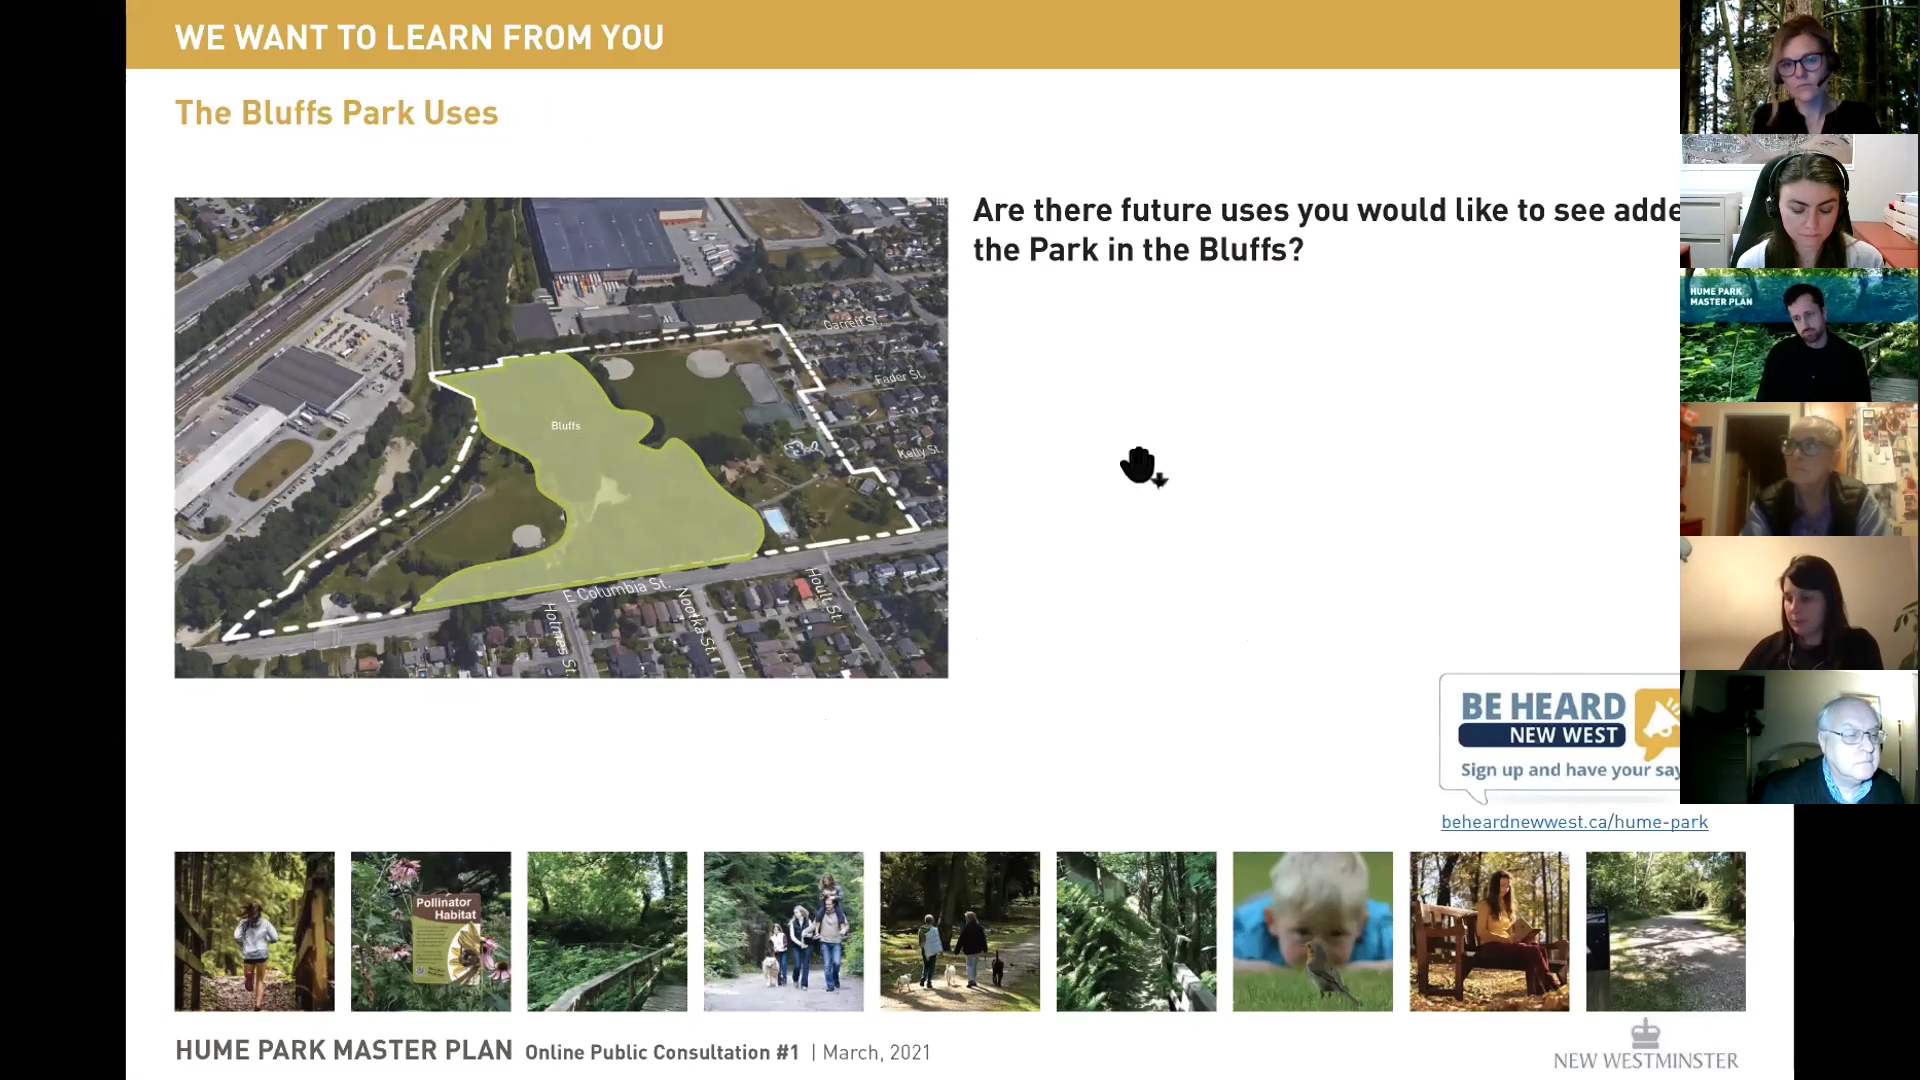 WE WANT TO LEARN FROM YOU
The Bluffs Park Uses
Are there future uses you would like to see adde
the Park in the Bluffs?
Garrett St.
Fader St.
Bluffs
Kelly St.
E Columbia St.
Hoult St.
Nootka St.
Holmes St.
HUME PARK
MASTER PLAN
BE HEARD
NEW WEST
Sign up and have your say
beheardnewwest.ca/hume-park
Pollinator
Habitat
HUME PARK MASTER PLAN Online Public Consultation #1 | March, 2021
NEW WESTMINSTER